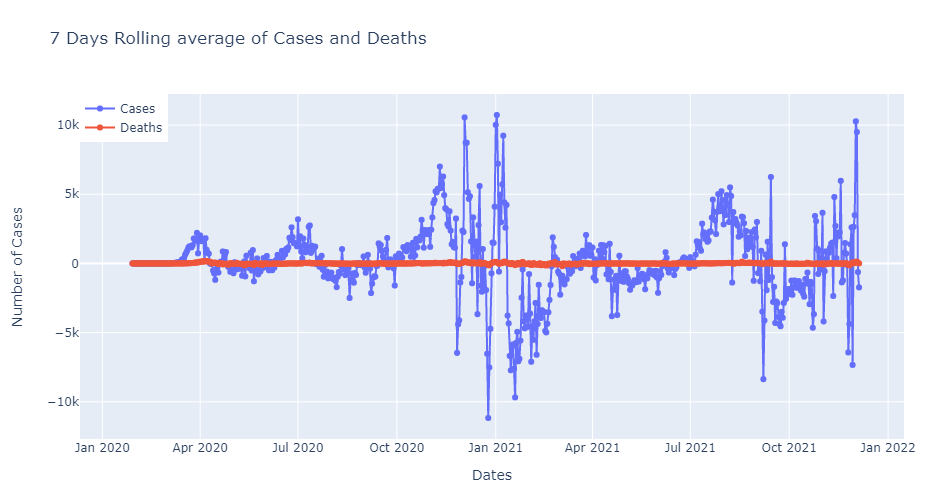 7 Days Rolling average of Cases and Deaths
Cases
Deaths
10k
5k
0
−5k
−10k
Number of Cases
Jan 2020 Apr 2020 Jul 2020 Oct 2020 Jan 2021 Apr 2021 Jul 2021 Oct 2021 Jan 2022
Dates